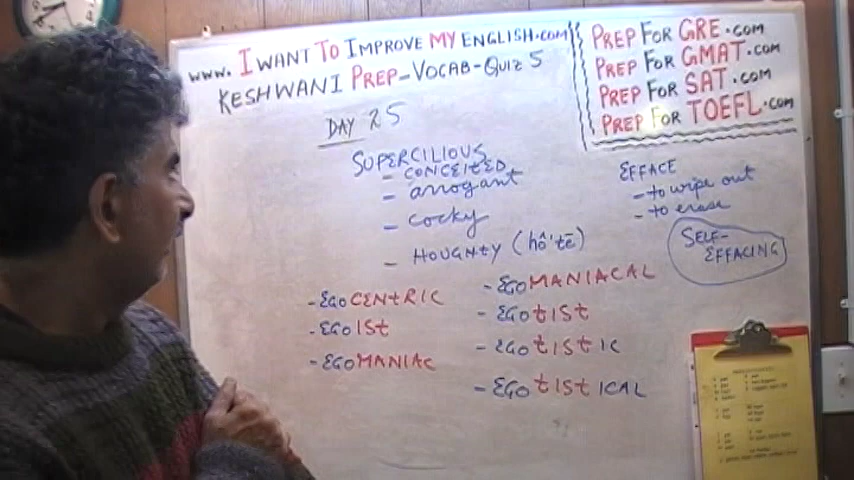 www. I WANT TO IMPROVE MY ENGLISH.com
KESHWANI PREP-VOCAB-QUIZ 5
PREP FOR GRE.com
PREP FOR GMAT.com
PREP FOR SAT.com
PREP FOR TOEFL.com
DAY 25
SUPERCILIOUS
- CONCEITED
- arrogant
- cocky
- HOUGHTY (hô'tē)
EFFACE
- to wipe out
- to erase
SELF-
EFFACING
- EGOCENTRIC
- EGOIST
- EGOMANIAC
- EGOMANIACAL
- EGOTIST
- EGOTISTIC
- EGOTISTICAL